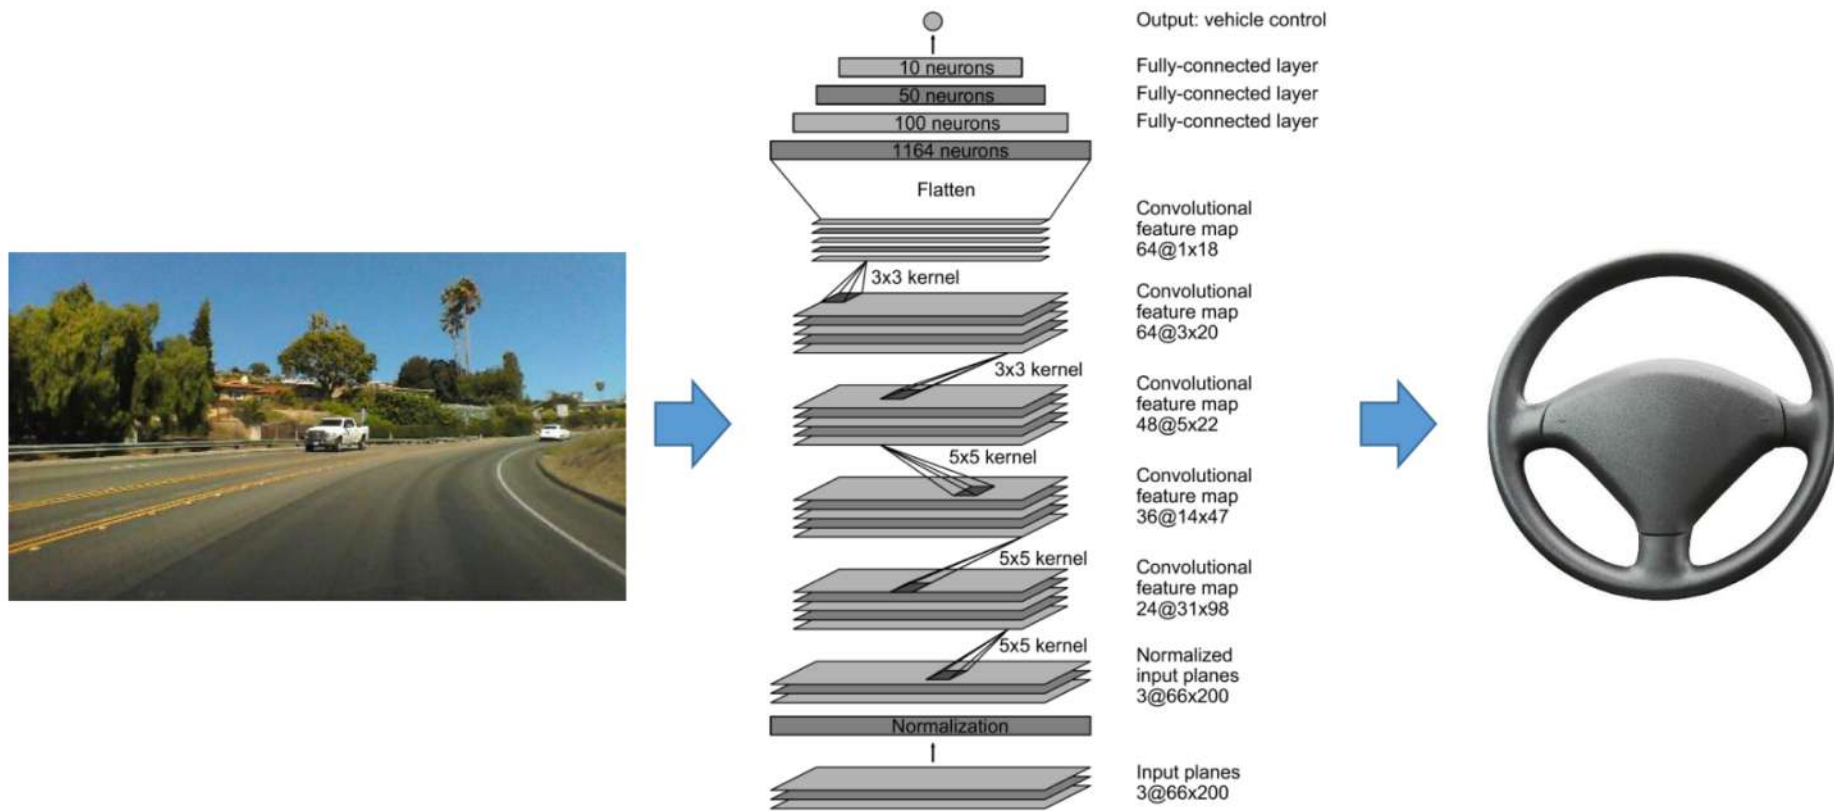 Output: vehicle control
10 neurons
Fully-connected layer
50 neurons
Fully-connected layer
100 neurons
Fully-connected layer
1164 neurons
Flatten
Convolutional
feature map
64@1x18
3x3 kernel
Convolutional
feature map
64@3x20
3x3 kernel
Convolutional
feature map
48@5x22
5x5 kernel
Convolutional
feature map
36@14x47
5x5 kernel
Convolutional
feature map
24@31x98
5x5 kernel
Normalized
input planes
3@66x200
Normalization
Input planes
3@66x200